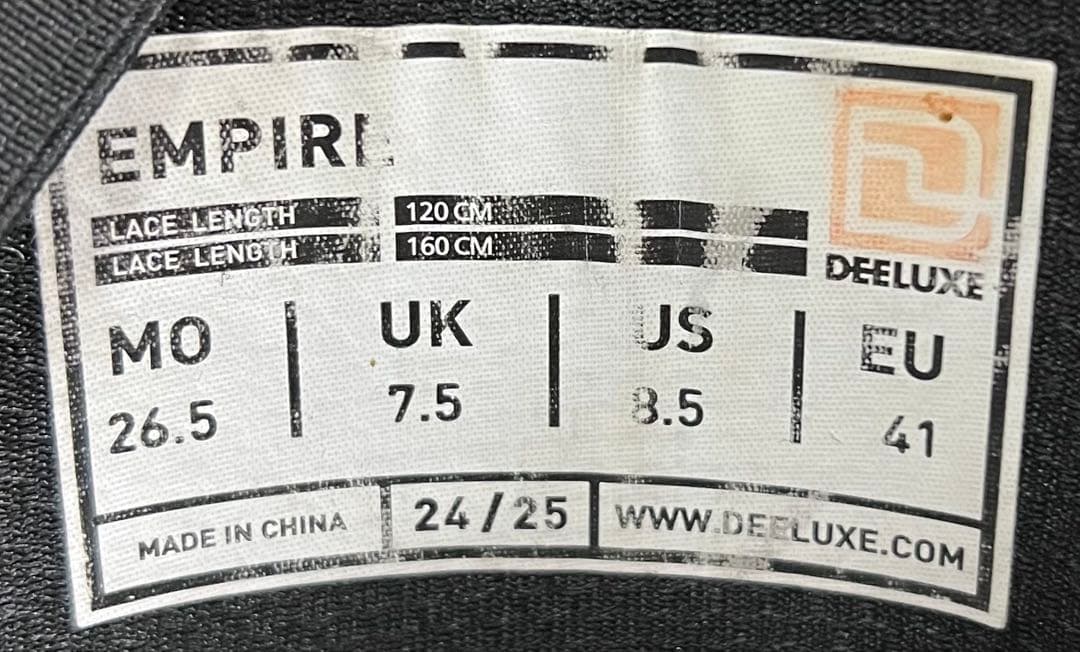 EMPIRE
LACE LENGTH 120 CM
LACE LENGTH 160 CM
DEELUXE
MO UK US EU
26.5 7.5 8.5 41
MADE IN CHINA 24/25 WWW.DEELUXE.COM